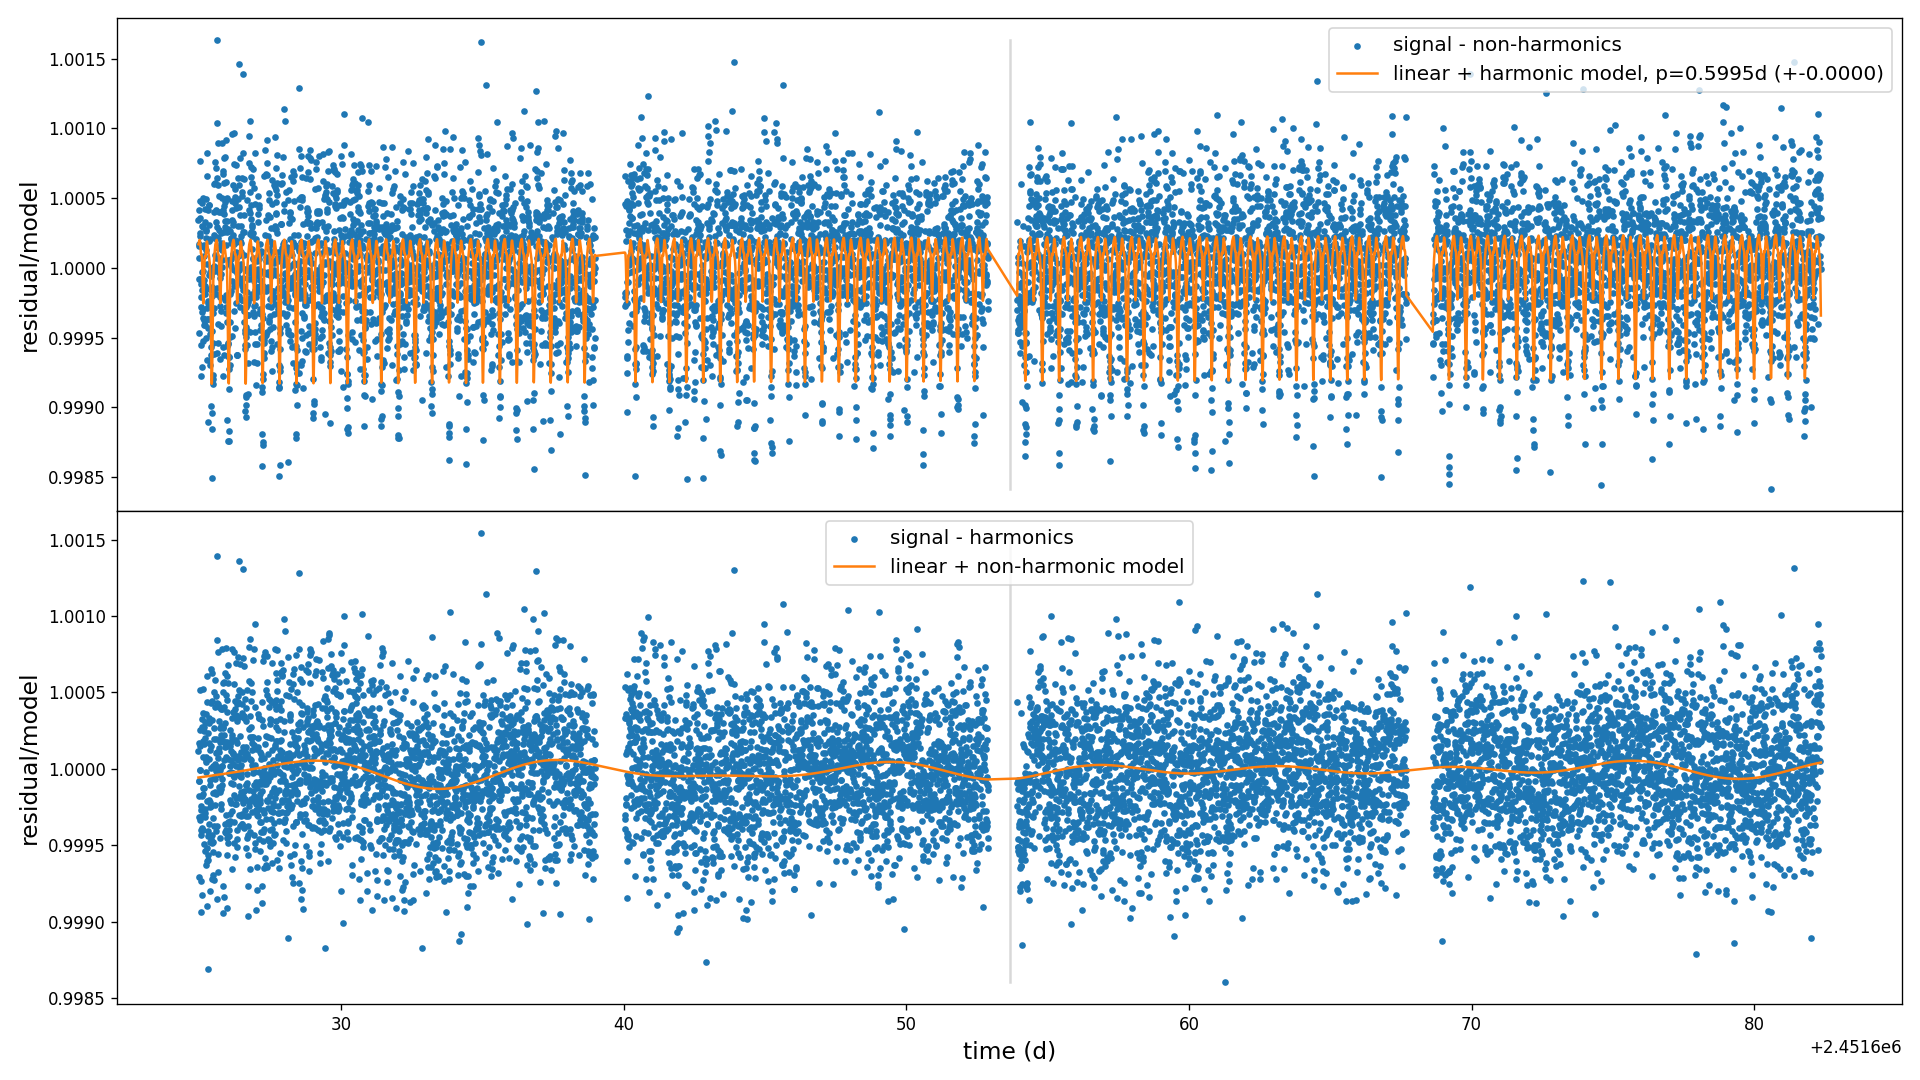 signal - non-harmonics
linear + harmonic model, p=0.5995d (+-0.0000)
residual/model
1.0015
1.0010
1.0005
1.0000
0.9995
0.9990
0.9985
signal - harmonics
linear + non-harmonic model
residual/model
1.0015
1.0010
1.0005
1.0000
0.9995
0.9990
0.9985
30 40 50 60 70 80
time (d)
+2.4516e6